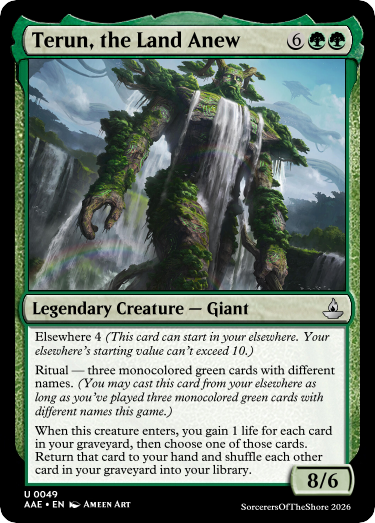 Terun, the Land Anew 6
Legendary Creature — Giant
Elsewhere 4 (This card can start in your elsewhere. Your
elsewhere's starting value can't exceed 10.)
Ritual — three monocolored green cards with different
names. (You may cast this card from your elsewhere as
long as you've played three monocolored green cards with
different names this game.)
When this creature enters, you gain 1 life for each card
in your graveyard, then choose one of those cards.
Return that card to your hand and shuffle each other
card in your graveyard into your library.
8/6
U 0049
AAE • EN Ameen Art
SorcerersOfTheShore 2026